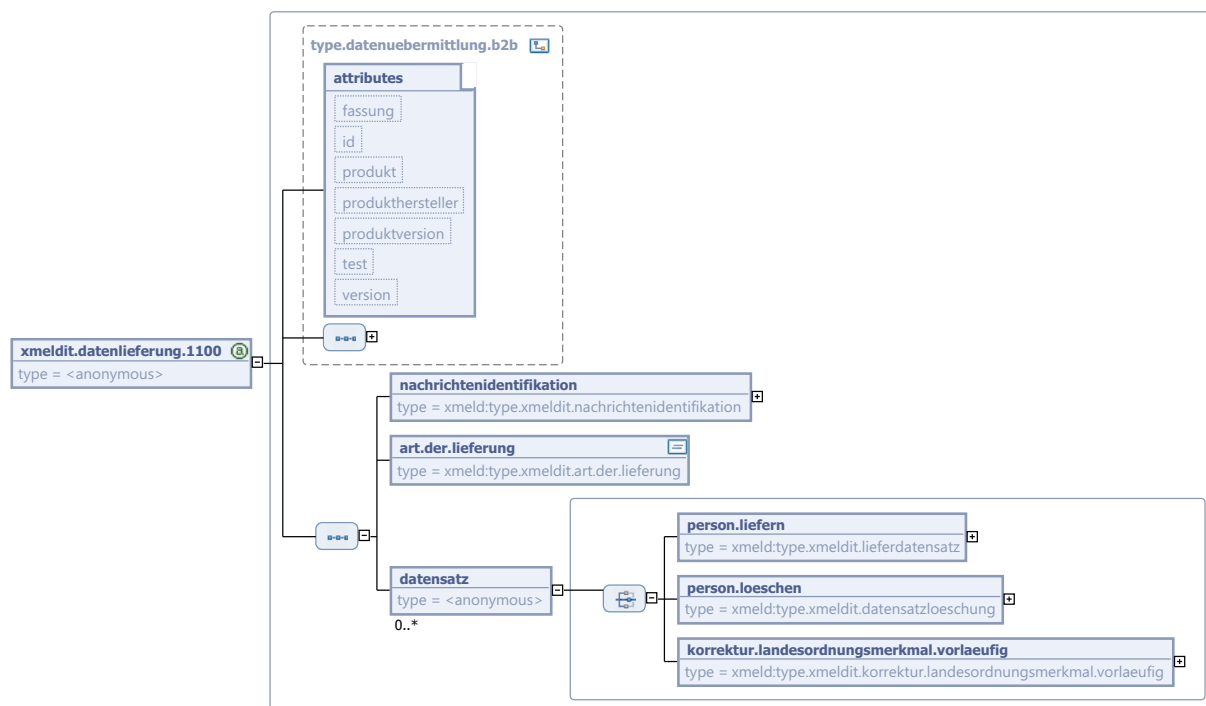 type.datenuebermittlung.b2b
attributes
fassung
id
produkt
produkthersteller
produktversion
test
version
xmeldit.datenlieferung.1100 a
type = <anonymous>
nachrichtenidentifikation
type = xmeld:type.xmeldit.nachrichtenidentifikation
art.der.lieferung
type = xmeld:type.xmeldit.art.der.lieferung
person.liefern
type = xmeld:type.xmeldit.lieferdatensatz
datensatz
type = <anonymous>
0..*
person.loeschen
type = xmeld:type.xmeldit.datensatzloeschung
korrektur.landesordnungsmerkmal.vorlaeufig
type = xmeld:type.xmeldit.korrektur.landesordnungsmerkmal.vorlaeufig